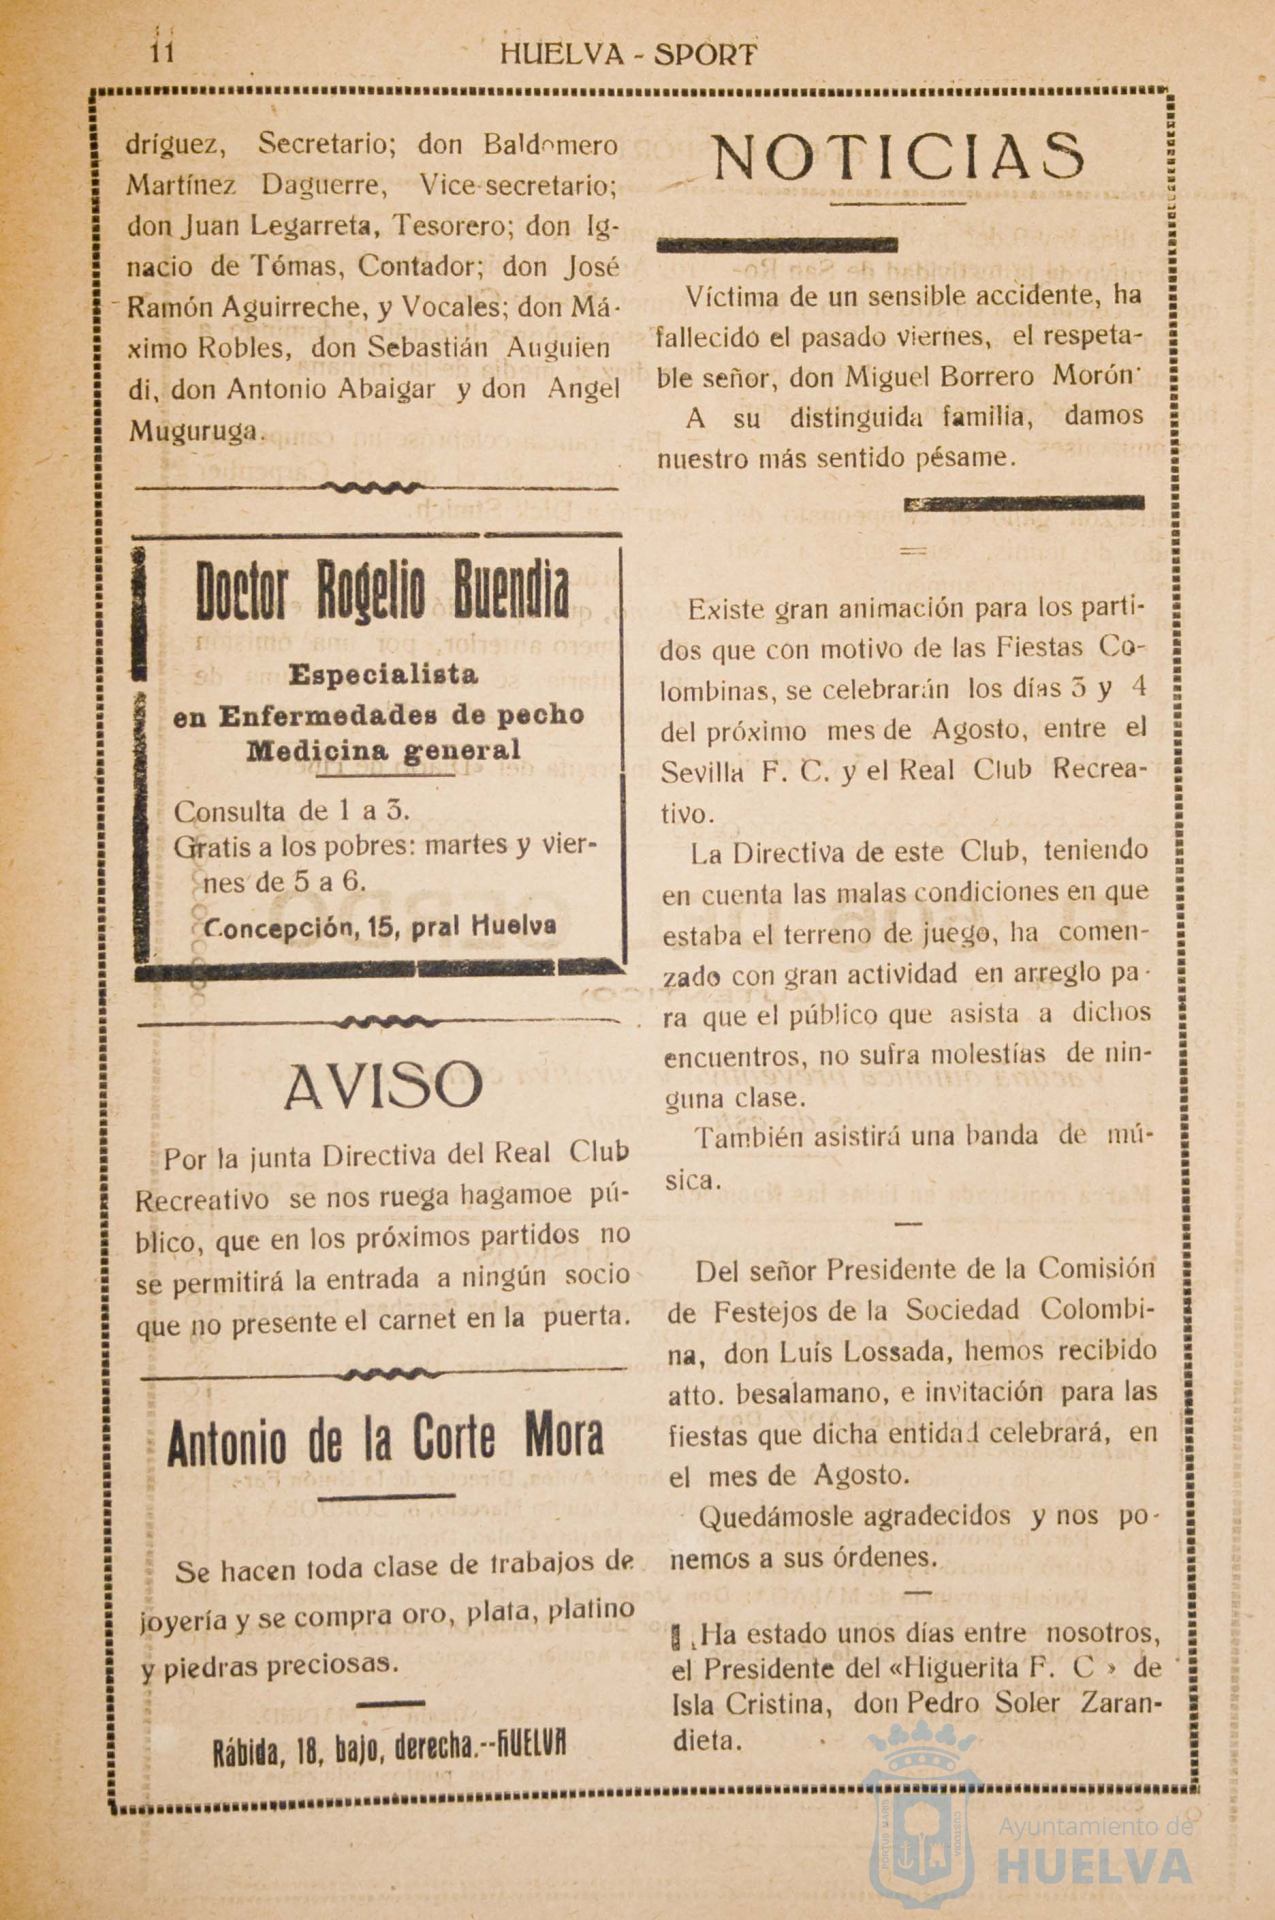 11
HUELVA - SPORT
dríguez, Secretario; don Baldomero
Martínez Daguerre, Vice-secretario;
don Juan Legarreta, Tesorero; don Ig-
nacio de Tómas, Contador; don José
Ramón Aguirreche, y Vocales; don Má-
ximo Robles, don Sebastián Auguien
di, don Antonio Abaigar y don Angel
Muguruga.
Doctor Rogelio Buendia
Especialista
en Enfermedades de pecho
Medicina general
Consulta de 1 a 3.
Gratis a los pobres: martes y vier-
nes de 5 a 6.
Concepción, 15, pral Huelva
AVISO
Por la junta Directiva del Real Club
Recreativo se nos ruega hagamoe pú-
blico, que en los próximos partidos no
se permitirá la entrada a ningún socio
que no presente el carnet en la puerta.
Antonio de la Corte Mora
Se hacen toda clase de trabajos de
joyería y se compra oro, plata, platino
y piedras preciosas.
Rábida, 18, bajo, derecha.--HUELVA
NOTICIAS
Víctima de un sensible accidente, ha
fallecido el pasado viernes, el respeta-
ble señor, don Miguel Borrero Morón
A su distinguida familia, damos
nuestro más sentido pésame.
Existe gran animación para los parti-
dos que con motivo de las Fiestas Co-
lombinas, se celebrarán los días 3 y 4
del próximo mes de Agosto, entre el
Sevilla F. C. y el Real Club Recrea-
tivo.
La Directiva de este Club, teniendo
en cuenta las malas condiciones en que
estaba el terreno de juego, ha comen-
zado con gran actividad en arreglo pa-
ra que el público que asista a dichos
encuentros, no sufra molestías de nin-
guna clase.
También asistirá una banda de mú-
sica.
Del señor Presidente de la Comisión
de Festejos de la Sociedad Colombi-
na, don Luís Lossada, hemos recibido
atto. besalamano, e invitación para las
fiestas que dicha entidad celebrará, en
el mes de Agosto.
Quedámosle agradecidos y nos po-
nemos a sus órdenes.
Ha estado unos días entre nosotros,
el Presidente del «Higuerita F. C » de
Isla Cristina, don Pedro Soler Zaran-
dieta.
PORTUS MARIS CUSTODIA
Ayuntamiento de
HUELVA